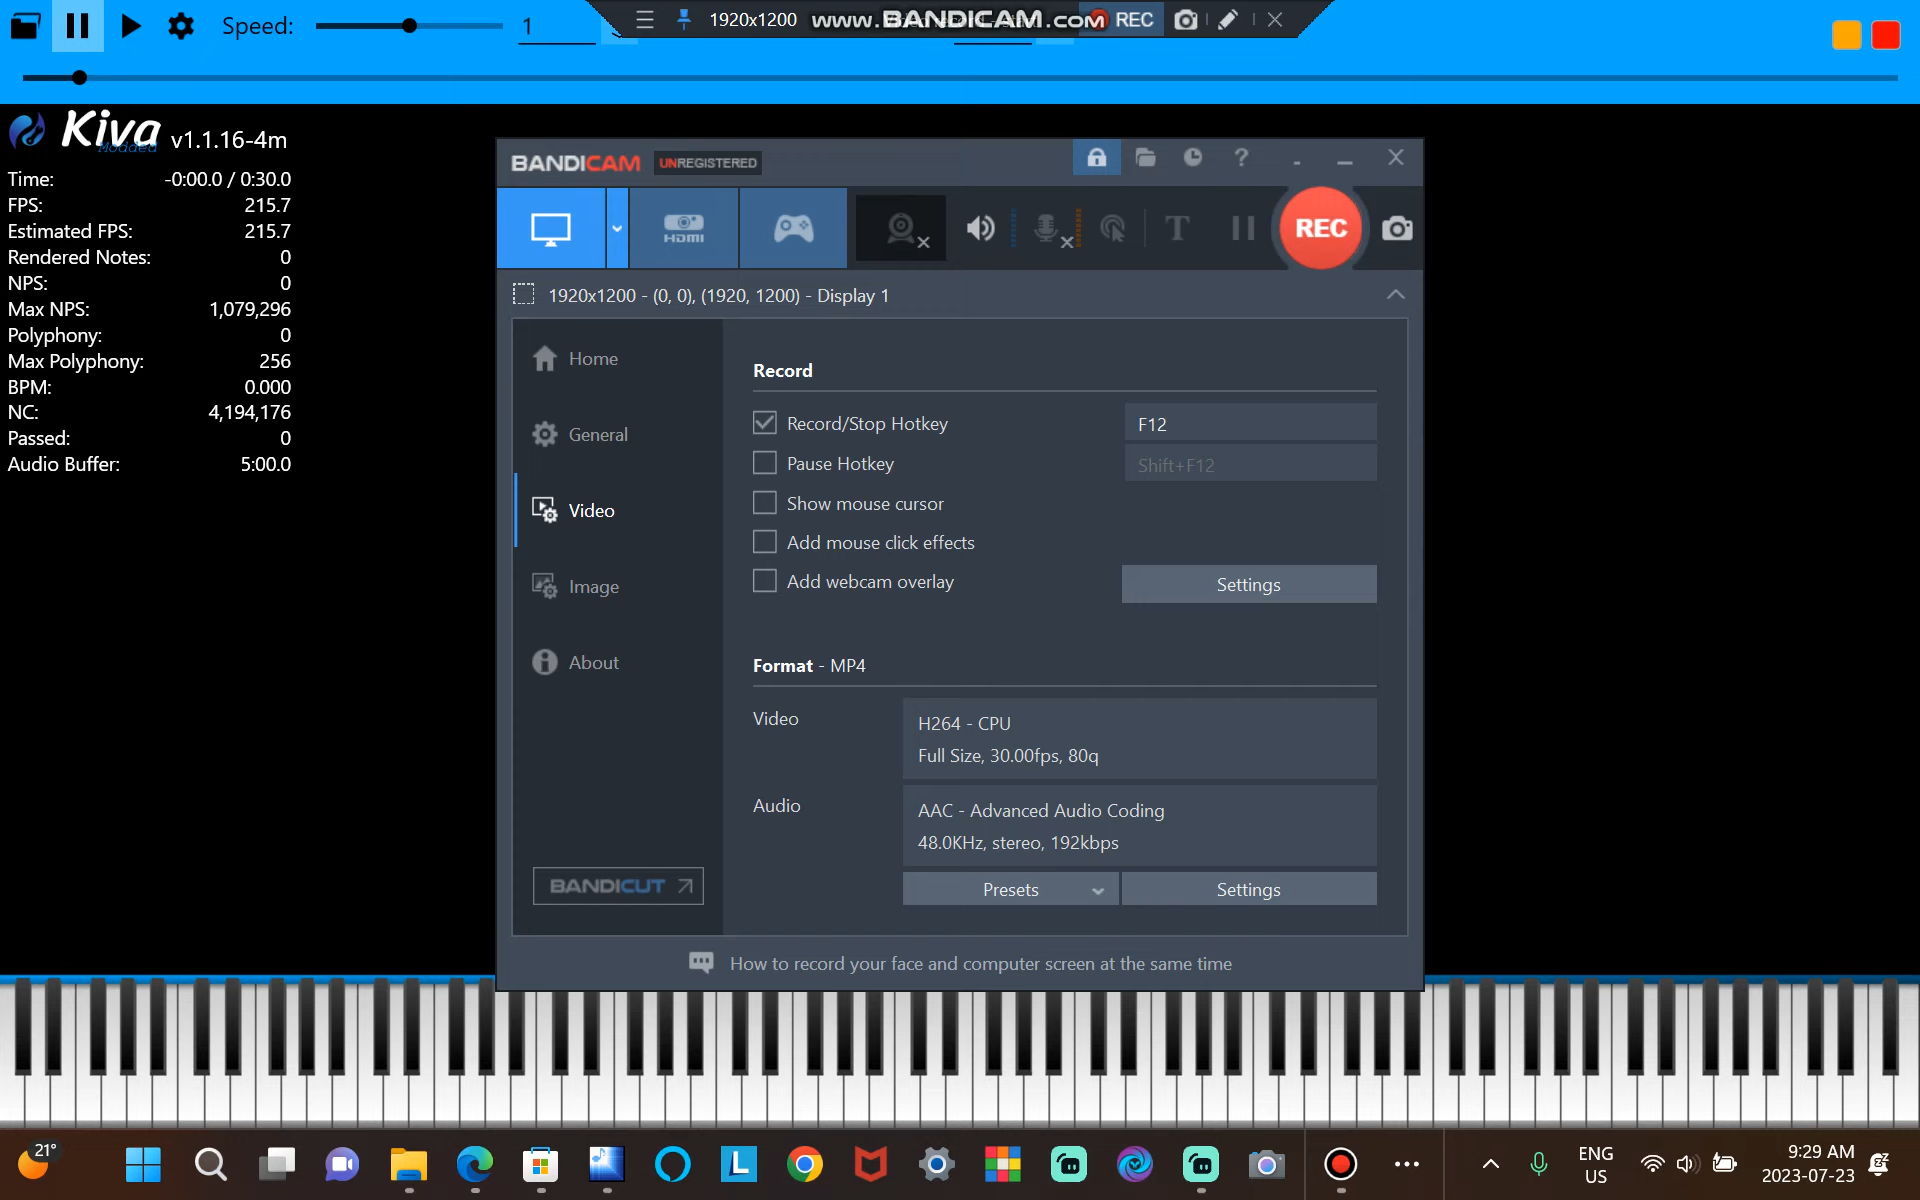 Speed: 1
1920x1200 www.BANDICAM.com REC
Kiva v1.1.16-4m
Modded
Time: -0:00.0 / 0:30.0
FPS: 215.7
Estimated FPS: 215.7
Rendered Notes: 0
NPS: 0
Max NPS: 1,079,296
Polyphony: 0
Max Polyphony: 256
BPM: 0.000
NC: 4,194,176
Passed: 0
Audio Buffer: 5:00.0
BANDICAM UNREGISTERED
HDMI T REC
1920x1200 - (0, 0), (1920, 1200) - Display 1
Home
General
Video
Image
About
BANDICUT
Record
Record/Stop Hotkey F12
Pause Hotkey Shift+F12
Show mouse cursor
Add mouse click effects
Add webcam overlay Settings
Format - MP4
Video H264 - CPU
Full Size, 30.00fps, 80q
Audio AAC - Advanced Audio Coding
48.0KHz, stereo, 192kbps
Presets Settings
How to record your face and computer screen at the same time
21°
L
ENG
US
9:29 AM
2023-07-23